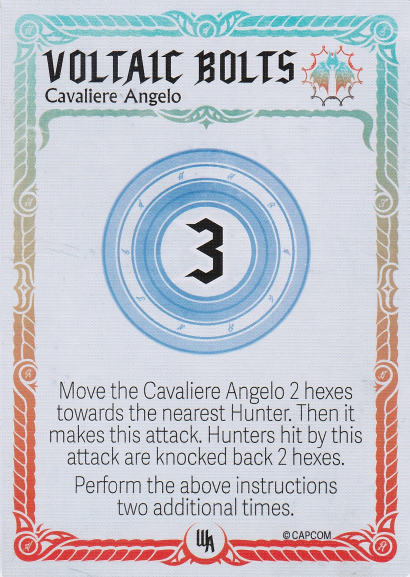 VOLTAIC BOLTS
Cavaliere Angelo
3
Move the Cavaliere Angelo 2 hexes
towards the nearest Hunter. Then it
makes this attack. Hunters hit by this
attack are knocked back 2 hexes.
Perform the above instructions
two additional times.
WA
© CAPCOM